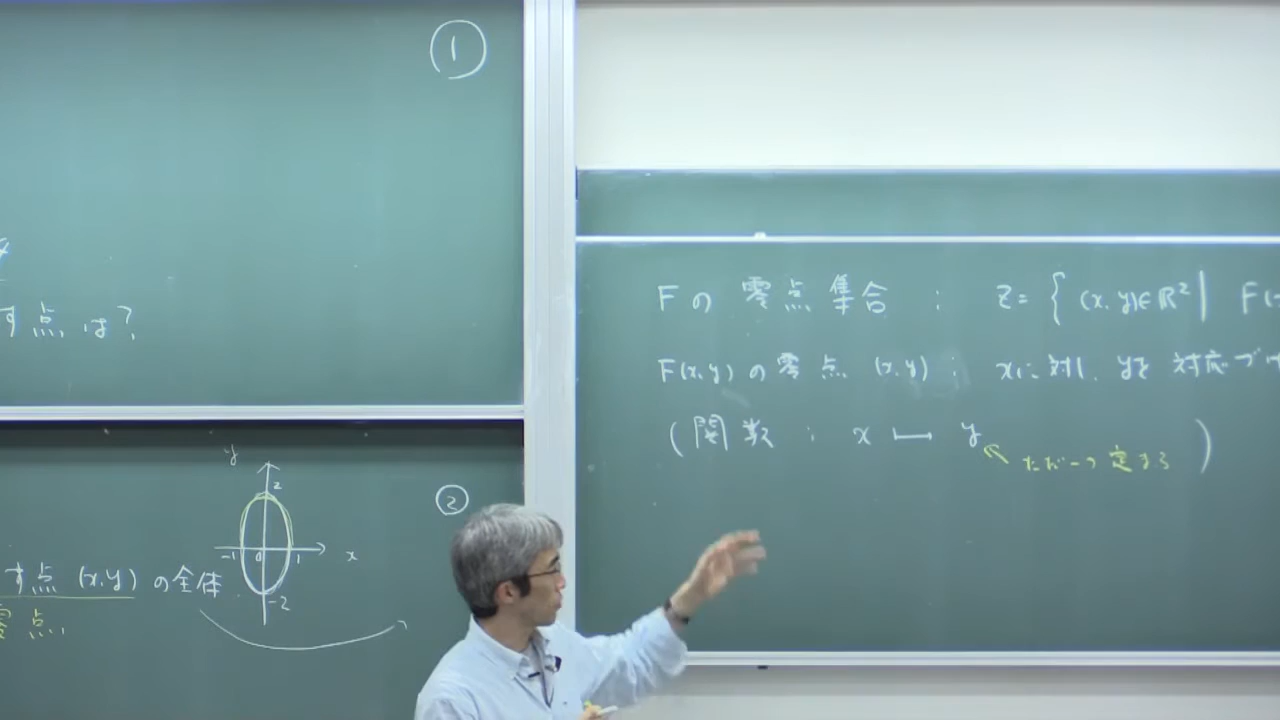 ①
す点は?
y
2
②
-1 0 1 x
す点 (x,y) の全体.
-2
零点.
Fの 零点集合 : Z = { (x,y)∈ℝ² | F(
F(x,y) の零点 (x,y) : xに対し, yを 対応づけ
(関数 : x ⟼ y )
ただ一つ定まる